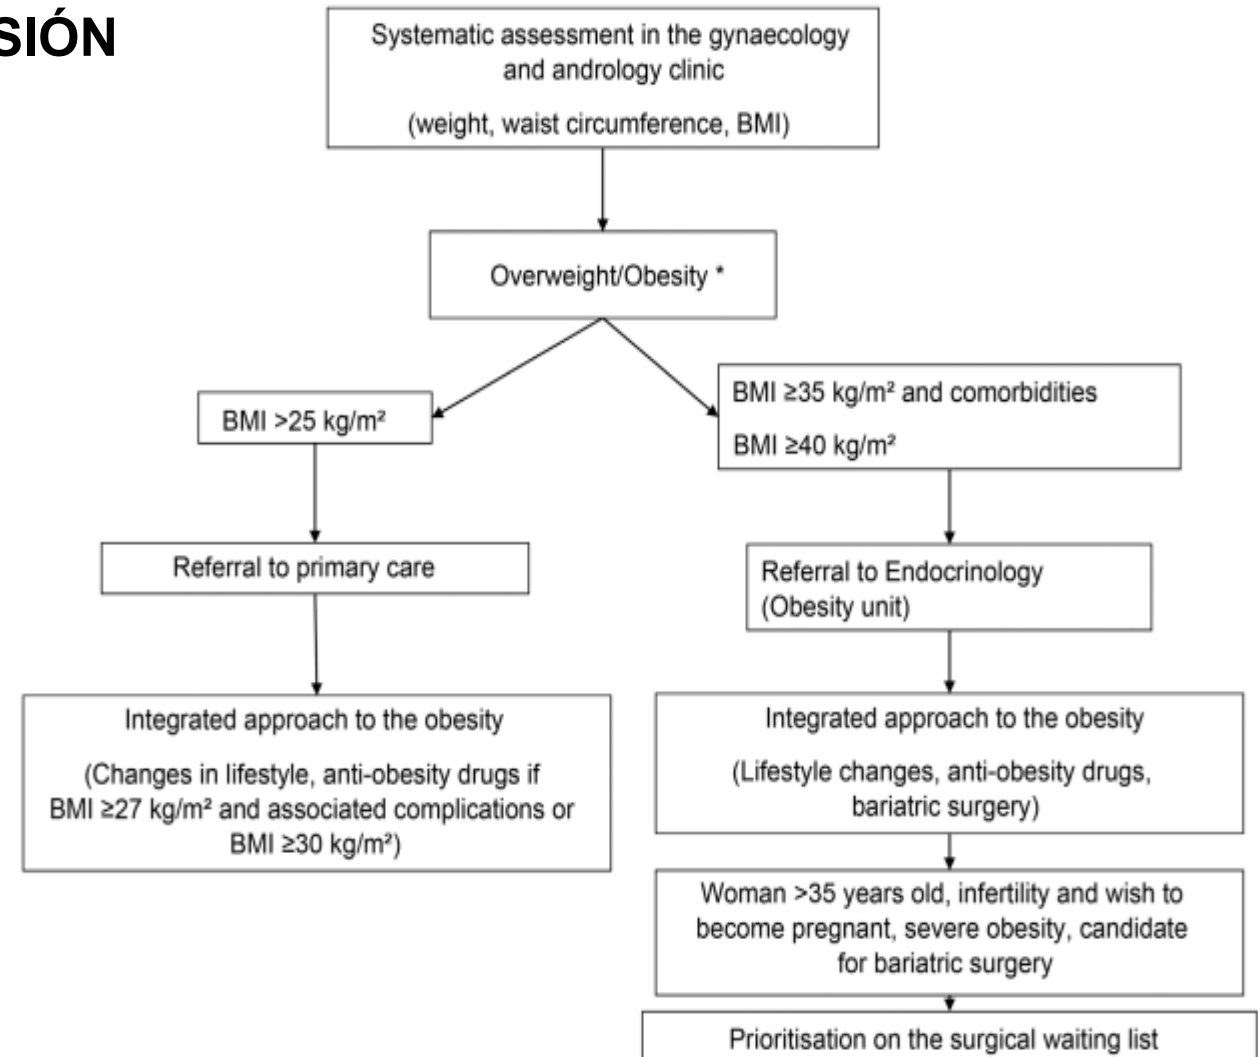 SIÓN
Systematic assessment in the gynaecology
and andrology clinic
(weight, waist circumference, BMI)
Overweight/Obesity *
BMI >25 kg/m²
BMI ≥35 kg/m² and comorbidities
BMI ≥40 kg/m²
Referral to primary care
Referral to Endocrinology
(Obesity unit)
Integrated approach to the obesity
(Changes in lifestyle, anti-obesity drugs if
BMI ≥27 kg/m² and associated complications or
BMI ≥30 kg/m²)
Integrated approach to the obesity
(Lifestyle changes, anti-obesity drugs,
bariatric surgery)
Woman >35 years old, infertility and wish to
become pregnant, severe obesity, candidate
for bariatric surgery
Prioritisation on the surgical waiting list